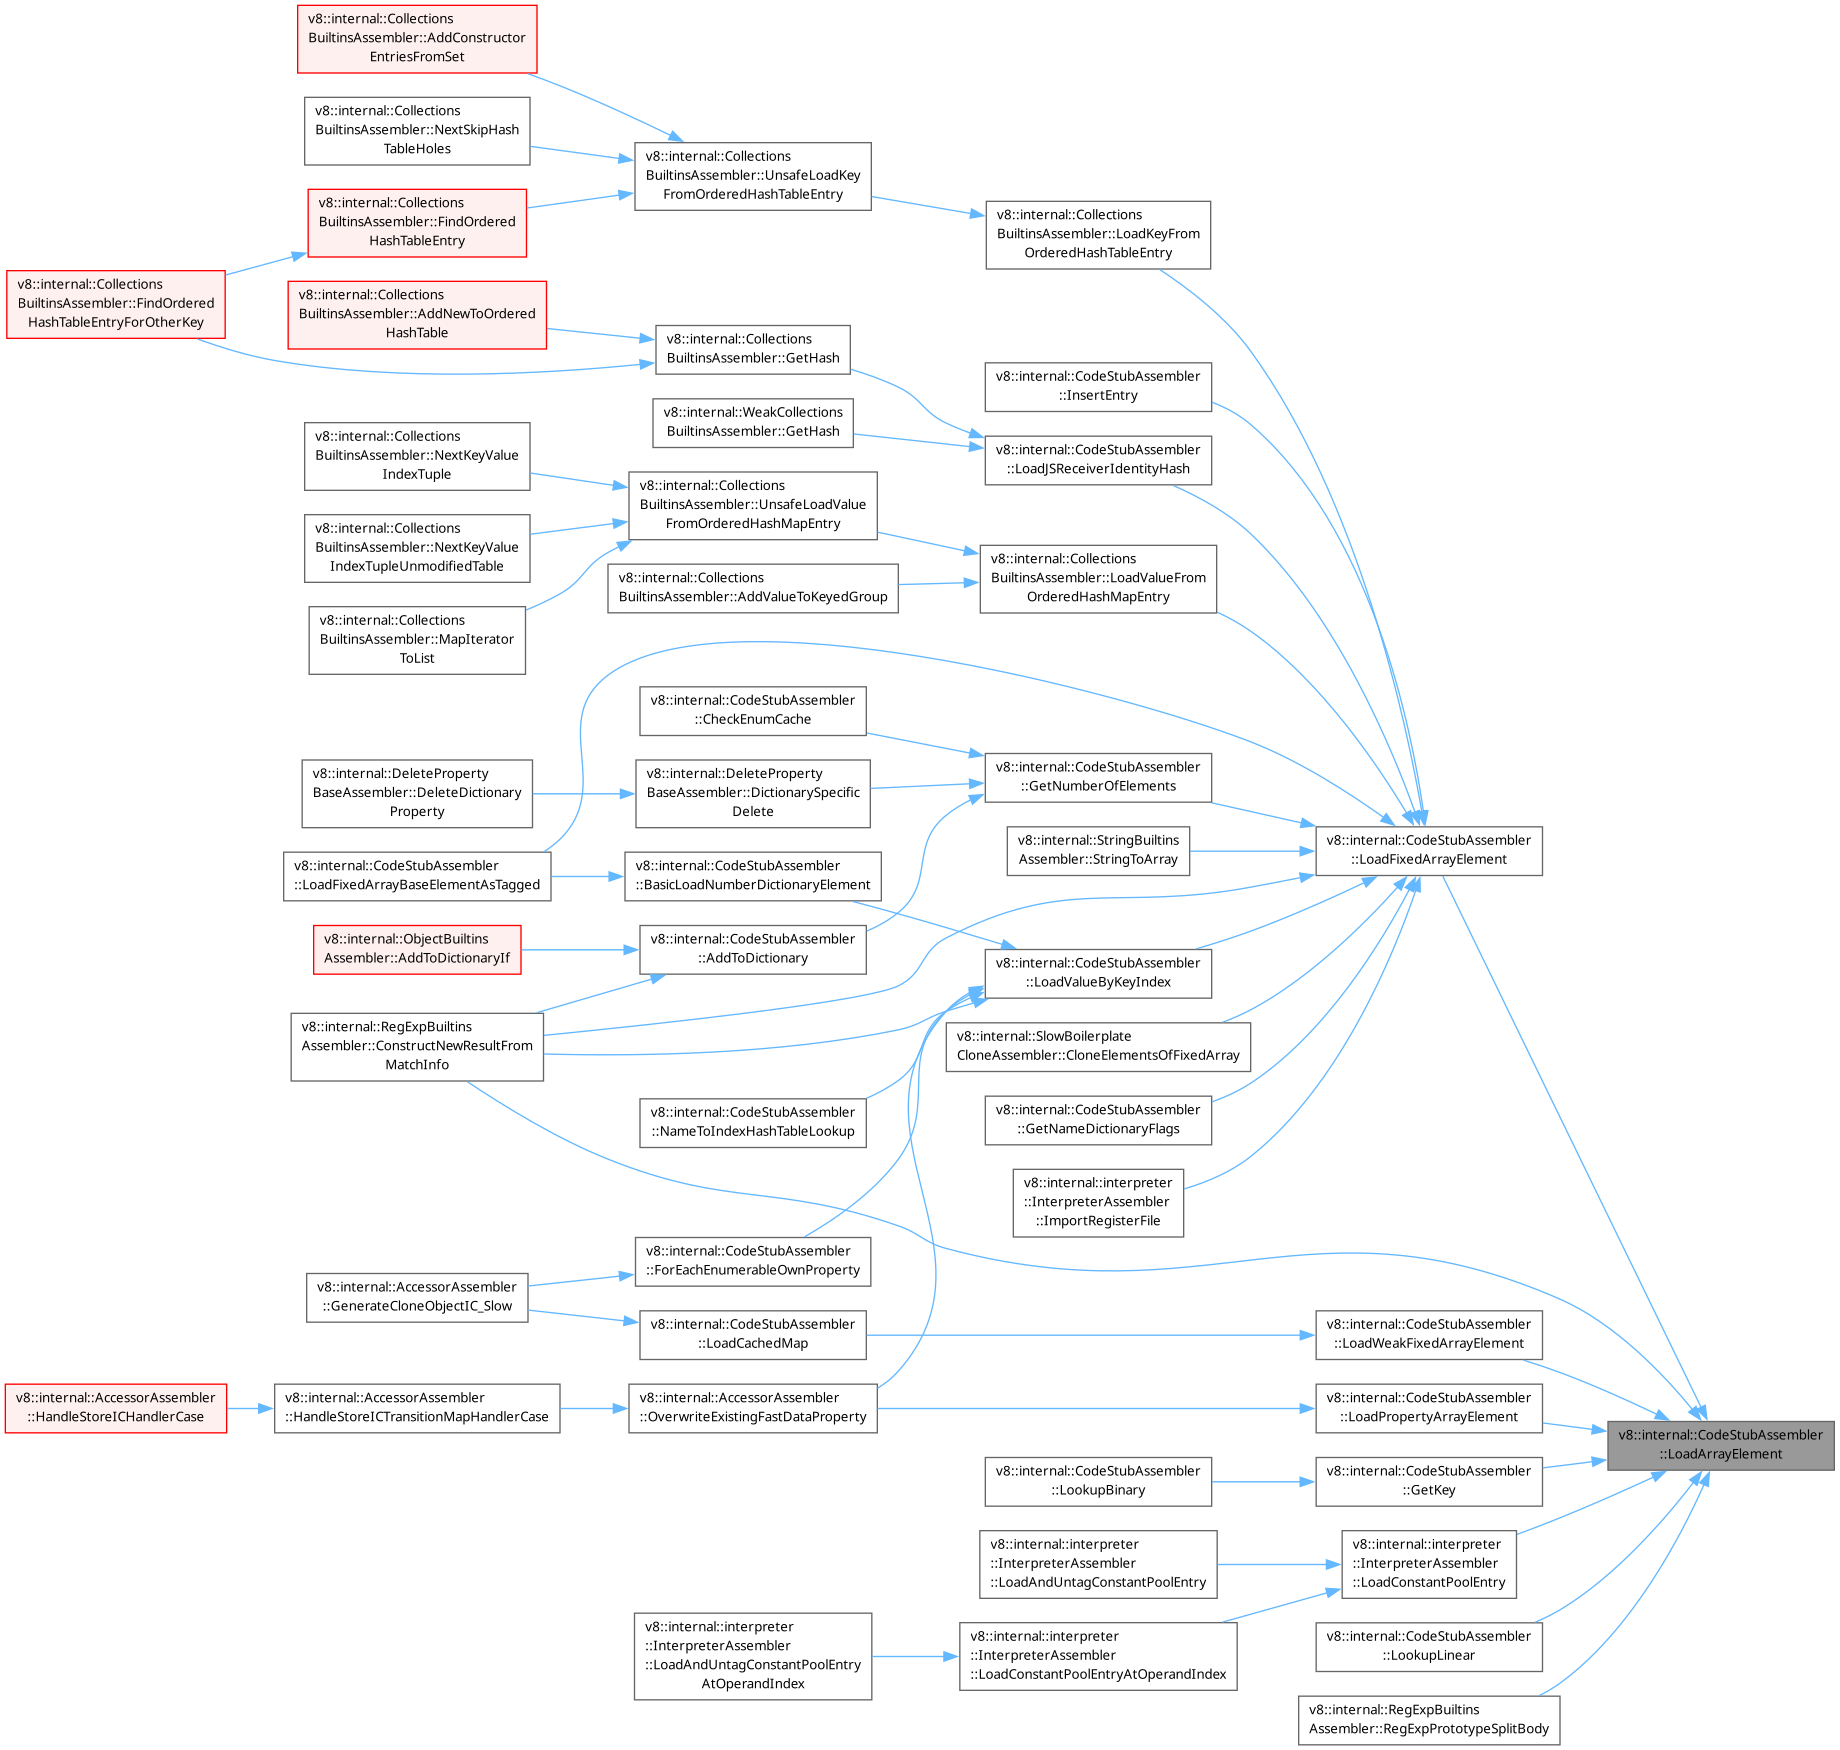 v8::internal::Collections
BuiltinsAssembler::AddConstructor
EntriesFromSet
v8::internal::Collections
BuiltinsAssembler::NextSkipHash
TableHoles
v8::internal::Collections
BuiltinsAssembler::UnsafeLoadKey
FromOrderedHashTableEntry
v8::internal::Collections
BuiltinsAssembler::FindOrdered
HashTableEntry
v8::internal::Collections
BuiltinsAssembler::LoadKeyFrom
OrderedHashTableEntry
v8::internal::Collections
BuiltinsAssembler::FindOrdered
HashTableEntryForOtherKey
v8::internal::Collections
BuiltinsAssembler::AddNewToOrdered
HashTable
v8::internal::Collections
BuiltinsAssembler::GetHash
v8::internal::CodeStubAssembler
::InsertEntry
v8::internal::WeakCollections
BuiltinsAssembler::GetHash
v8::internal::Collections
BuiltinsAssembler::NextKeyValue
IndexTuple
v8::internal::CodeStubAssembler
::LoadJSReceiverIdentityHash
v8::internal::Collections
BuiltinsAssembler::UnsafeLoadValue
FromOrderedHashMapEntry
v8::internal::Collections
BuiltinsAssembler::NextKeyValue
IndexTupleUnmodifiedTable
v8::internal::Collections
BuiltinsAssembler::LoadValueFrom
OrderedHashMapEntry
v8::internal::Collections
BuiltinsAssembler::AddValueToKeyedGroup
v8::internal::Collections
BuiltinsAssembler::MapIterator
ToList
v8::internal::CodeStubAssembler
::CheckEnumCache
v8::internal::DeleteProperty
BaseAssembler::DeleteDictionary
Property
v8::internal::DeleteProperty
BaseAssembler::DictionarySpecific
Delete
v8::internal::CodeStubAssembler
::GetNumberOfElements
v8::internal::StringBuiltins
Assembler::StringToArray
v8::internal::CodeStubAssembler
::LoadFixedArrayElement
v8::internal::CodeStubAssembler
::LoadFixedArrayBaseElementAsTagged
v8::internal::CodeStubAssembler
::BasicLoadNumberDictionaryElement
v8::internal::ObjectBuiltins
Assembler::AddToDictionaryIf
v8::internal::CodeStubAssembler
::AddToDictionary
v8::internal::CodeStubAssembler
::LoadValueByKeyIndex
v8::internal::RegExpBuiltins
Assembler::ConstructNewResultFrom
MatchInfo
v8::internal::SlowBoilerplate
CloneAssembler::CloneElementsOfFixedArray
v8::internal::CodeStubAssembler
::NameToIndexHashTableLookup
v8::internal::CodeStubAssembler
::GetNameDictionaryFlags
v8::internal::interpreter
::InterpreterAssembler
::ImportRegisterFile
v8::internal::CodeStubAssembler
::ForEachEnumerableOwnProperty
v8::internal::AccessorAssembler
::GenerateCloneObjectIC_Slow
v8::internal::CodeStubAssembler
::LoadCachedMap
v8::internal::CodeStubAssembler
::LoadWeakFixedArrayElement
v8::internal::AccessorAssembler
::HandleStoreICHandlerCase
v8::internal::AccessorAssembler
::HandleStoreICTransitionMapHandlerCase
v8::internal::AccessorAssembler
::OverwriteExistingFastDataProperty
v8::internal::CodeStubAssembler
::LoadPropertyArrayElement
v8::internal::CodeStubAssembler
::LoadArrayElement
v8::internal::CodeStubAssembler
::LookupBinary
v8::internal::CodeStubAssembler
::GetKey
v8::internal::interpreter
::InterpreterAssembler
::LoadAndUntagConstantPoolEntry
v8::internal::interpreter
::InterpreterAssembler
::LoadConstantPoolEntry
v8::internal::interpreter
::InterpreterAssembler
::LoadAndUntagConstantPoolEntry
AtOperandIndex
v8::internal::interpreter
::InterpreterAssembler
::LoadConstantPoolEntryAtOperandIndex
v8::internal::CodeStubAssembler
::LookupLinear
v8::internal::RegExpBuiltins
Assembler::RegExpPrototypeSplitBody